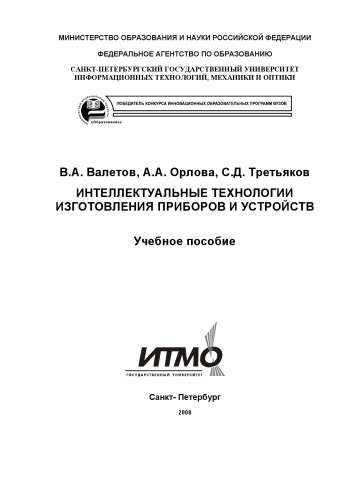 МИНИСТЕРСТВО ОБРАЗОВАНИЯ И НАУКИ РОССИЙСКОЙ ФЕДЕРАЦИИ
ФЕДЕРАЛЬНОЕ АГЕНТСТВО ПО ОБРАЗОВАНИЮ
САНКТ-ПЕТЕРБУРГСКИЙ ГОСУДАРСТВЕННЫЙ УНИВЕРСИТЕТ
ИНФОРМАЦИОННЫХ ТЕХНОЛОГИЙ, МЕХАНИКИ И ОПТИКИ
ПОБЕДИТЕЛЬ КОНКУРСА ИННОВАЦИОННЫХ ОБРАЗОВАТЕЛЬНЫХ ПРОГРАММ ВУЗОВ
«Образование»
В.А. Валетов, А.А. Орлова, С.Д. Третьяков
ИНТЕЛЛЕКТУАЛЬНЫЕ ТЕХНОЛОГИИ
ИЗГОТОВЛЕНИЯ ПРИБОРОВ И УСТРОЙСТВ
Учебное пособие
ИТМО
ГОСУДАРСТВЕННЫЙ УНИВЕРСИТЕТ
Санкт- Петербург
2008